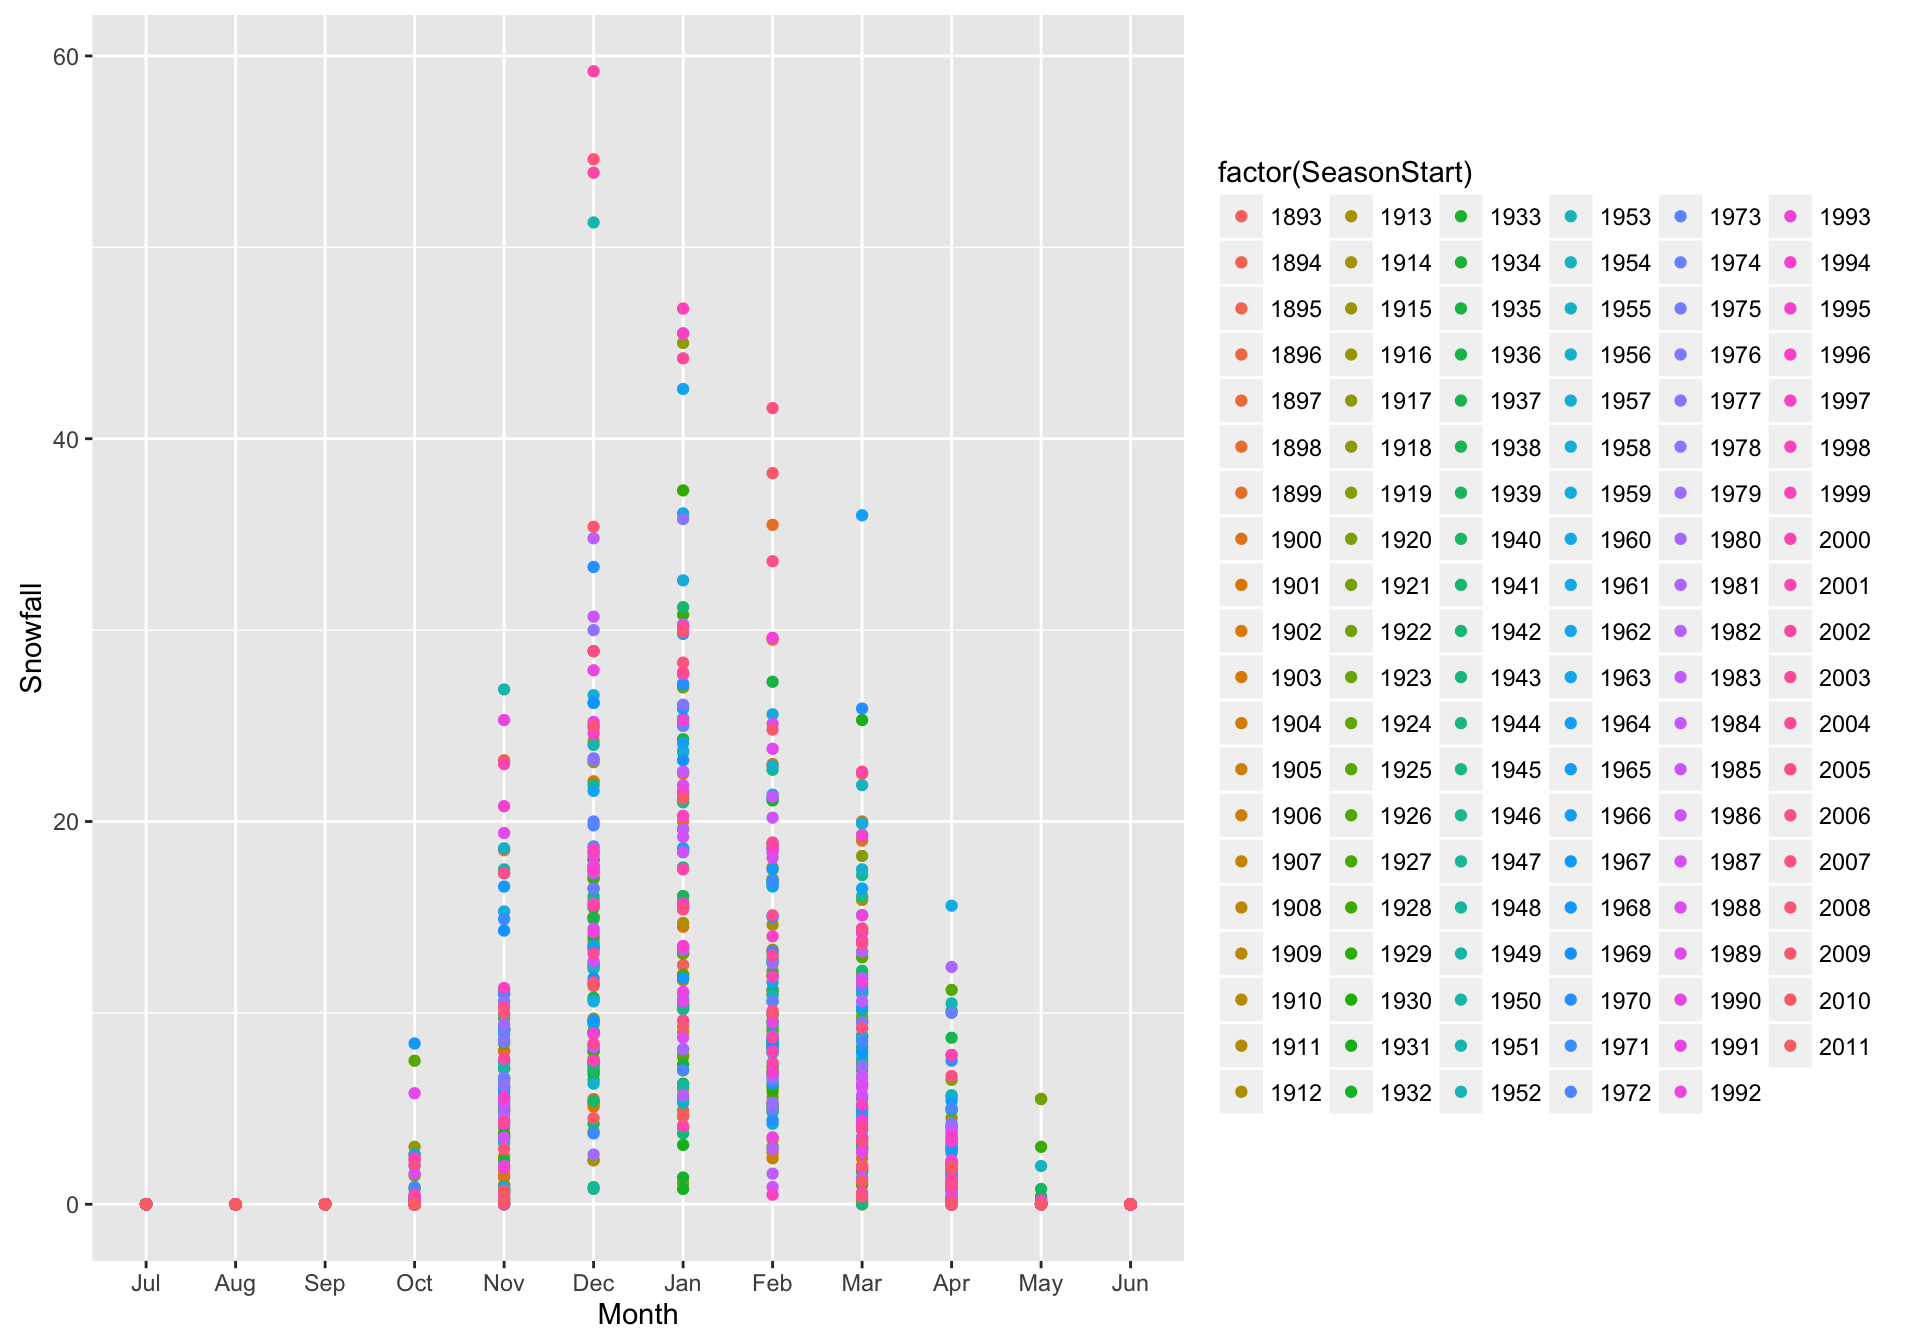 60
40
20
0
Snowfall
Jul Aug Sep Oct Nov Dec Jan Feb Mar Apr May Jun
Month
factor(SeasonStart)
1893 1913 1933 1953 1973 1993
1894 1914 1934 1954 1974 1994
1895 1915 1935 1955 1975 1995
1896 1916 1936 1956 1976 1996
1897 1917 1937 1957 1977 1997
1898 1918 1938 1958 1978 1998
1899 1919 1939 1959 1979 1999
1900 1920 1940 1960 1980 2000
1901 1921 1941 1961 1981 2001
1902 1922 1942 1962 1982 2002
1903 1923 1943 1963 1983 2003
1904 1924 1944 1964 1984 2004
1905 1925 1945 1965 1985 2005
1906 1926 1946 1966 1986 2006
1907 1927 1947 1967 1987 2007
1908 1928 1948 1968 1988 2008
1909 1929 1949 1969 1989 2009
1910 1930 1950 1970 1990 2010
1911 1931 1951 1971 1991 2011
1912 1932 1952 1972 1992